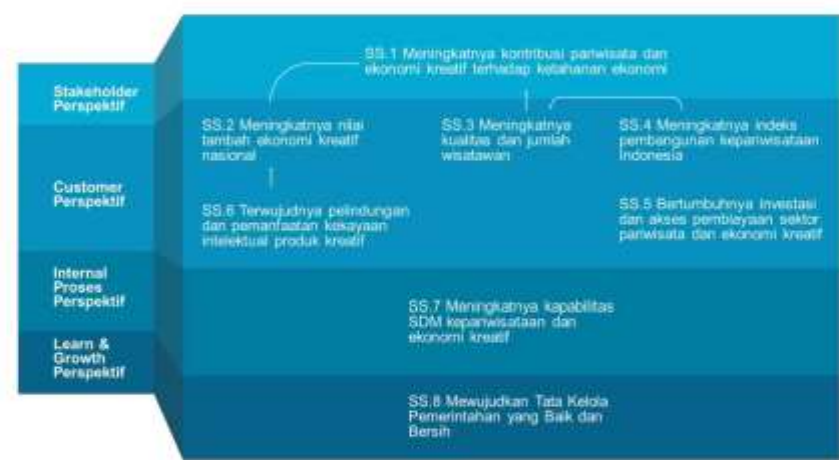 SS.1 Meningkatnya kontribusi pariwisata dan
ekonomi kreatif terhadap ketahanan ekonomi
Stakeholder
Perspektif
SS.2 Meningkatnya nilai
tambah ekonomi kreatif
nasional
SS.3 Meningkatnya
kualitas dan jumlah
wisatawan
SS.4 Meningkatnya indeks
pembangunan kepariwisataan
Indonesia
Customer
Perspektif
SS.6 Terwujudnya pelindungan
dan pemanfaatan kekayaan
intelektual produk kreatif
SS.5 Bertumbuhnya Investasi
dan akses pembiayaan sektor
pariwisata dan ekonomi kreatif
Internal
Proses
Perspektif
SS.7 Meningkatnya kapabilitas
SDM kepariwisataan dan
ekonomi kreatif
Learn &
Growth
Perspektif
SS.8 Mewujudkan Tata Kelola
Pemerintahan yang Baik dan
Bersih